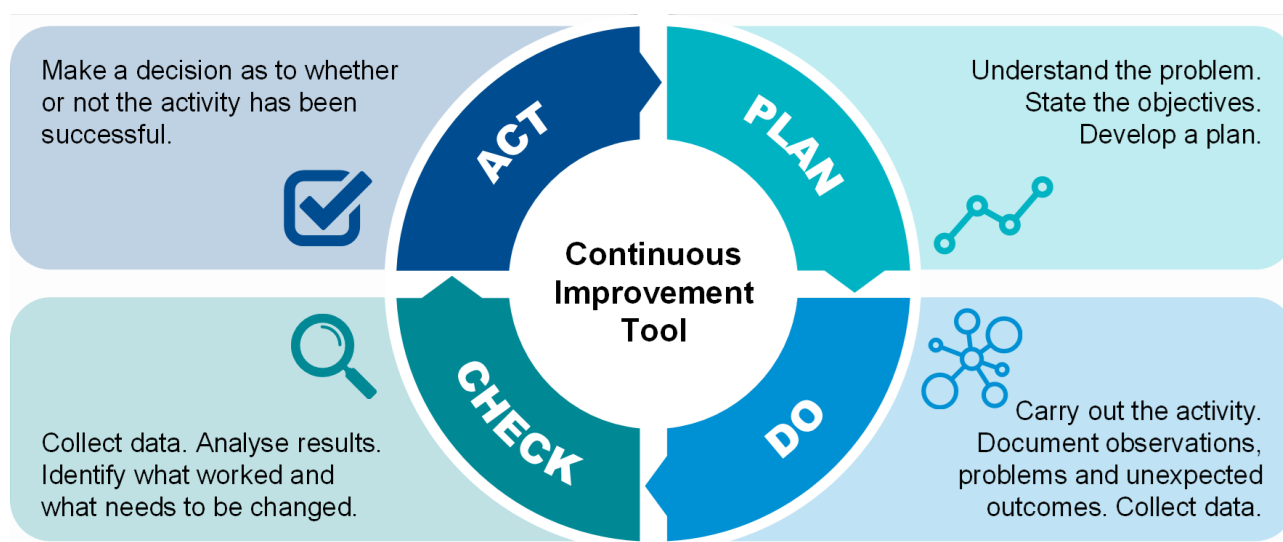 Make a decision as to whether
or not the activity has been
successful.
ACT
PLAN
Understand the problem.
State the objectives.
Develop a plan.
Continuous
Improvement
Tool
CHECK
Collect data. Analyse results.
Identify what worked and
what needs to be changed.
DO
Carry out the activity.
Document observations,
problems and unexpected
outcomes. Collect data.